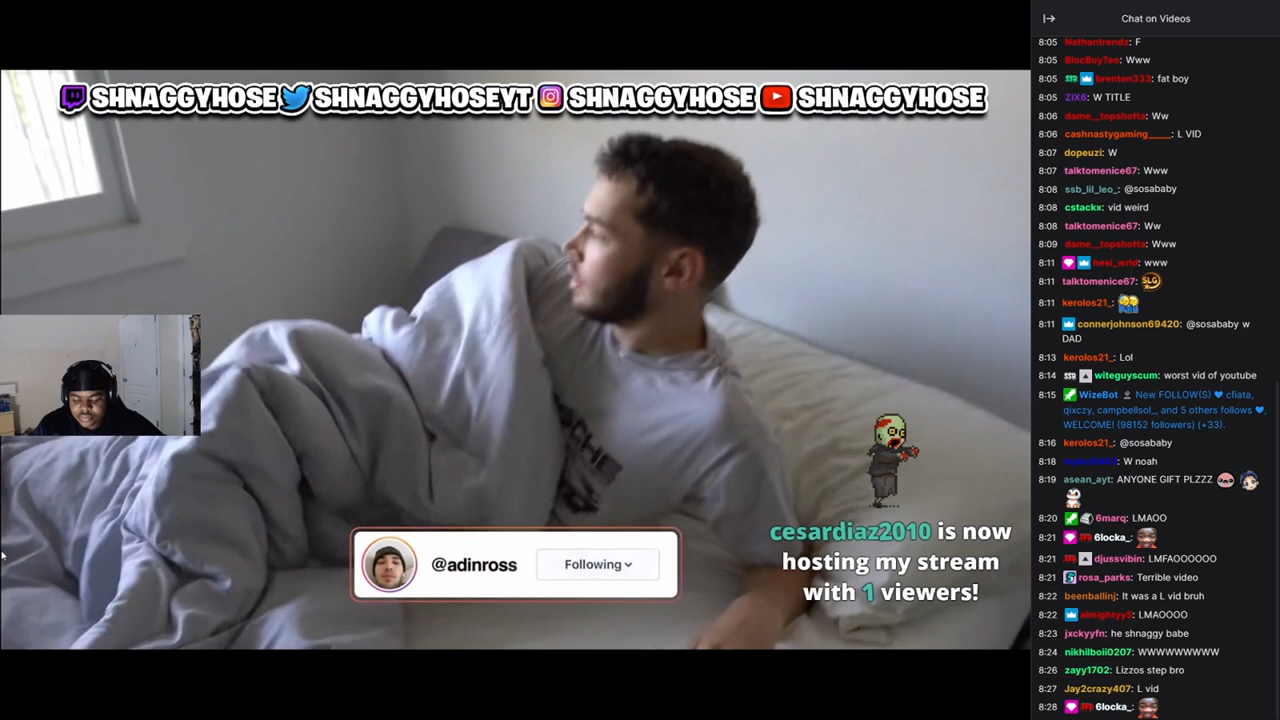 SHNAGGYHOSE SHNAGGYHOSEYT SHNAGGYHOSE SHNAGGYHOSE
@adinross
Following
cesardiaz2010 is now
hosting my stream
with 1 viewers!
Chat on Videos
8:05 Nathantrendz: F
8:05 BlocBoyTeo: Www
8:05 brenton333: fat boy
8:05 ZIX6: W TITLE
8:06 dame__topshotta: Ww
8:06 cashnastygaming_____: L VID
8:07 dopeuzi: W
8:07 talktomenice67: Www
8:08 ssb_lil_leo_: @sosababy
8:08 cstackx: vid weird
8:08 talktomenice67: Ww
8:09 dame__topshotta: Www
8:11 hesi_wrld: www
8:11 talktomenice67: SLG
8:11 kerolos21_:
8:11 connerjohnson69420: @sosababy w
DAD
8:13 kerolos21_: Lol
8:14 witeguyscum: worst vid of youtube
8:15 WizeBot New FOLLOW(S) cfiata,
qixczy, campbellsol_, and 5 others follows ,
WELCOME! (98152 followers) (+33).
8:16 kerolos21_: @sosababy
8:18 : W noah
8:19 asean_ayt: ANYONE GIFT PLZZZ
8:20 6marq: LMAOO
8:21 6locka_:
8:21 djussvibin: LMFAOOOOOO
8:21 rosa_parks: Terrible video
8:22 beenballinj: It was a L vid bruh
8:22 almightyy5: LMAOOOO
8:23 jxckyyfn: he shnaggy babe
8:24 nikhilboii0207: WWWWWWWWW
8:26 zayy1702: Lizzos step bro
8:27 Jay2crazy407: L vid
8:28 6locka_: